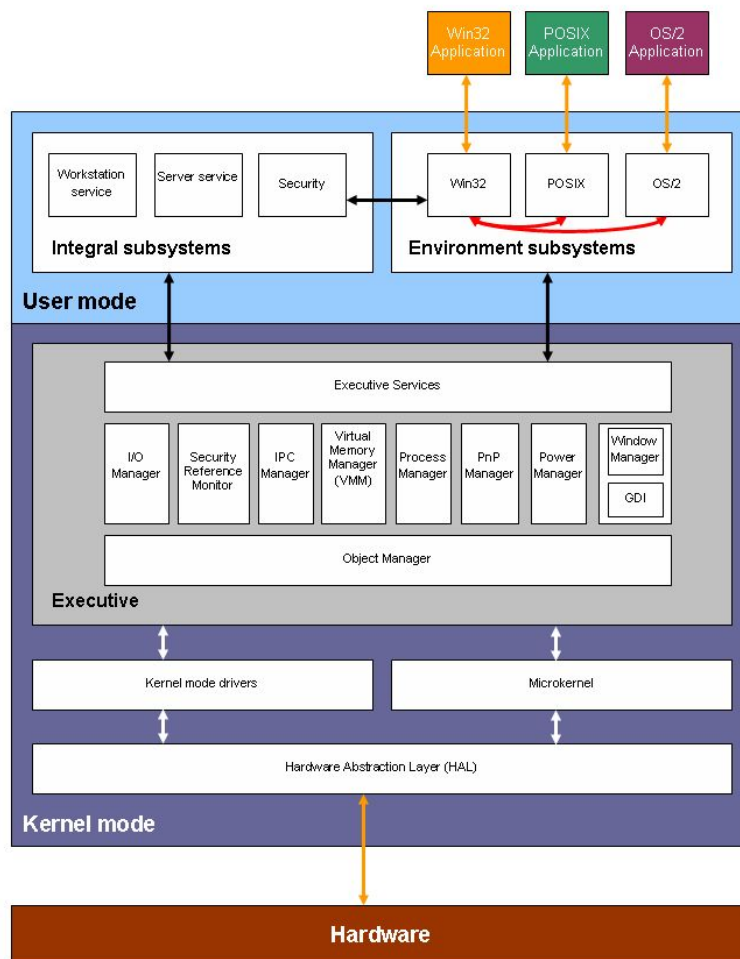 Win32
Application
POSIX
Application
OS/2
Application
Workstation
service
Server service
Security
Integral subsystems
Win32
POSIX
OS/2
Environment subsystems
User mode
Executive Services
I/O
Manager
Security
Reference
Monitor
IPC
Manager
Virtual
Memory
Manager
(VMM)
Process
Manager
PnP
Manager
Power
Manager
Window
Manager
GDI
Object Manager
Executive
Kernel mode drivers
Microkernel
Hardware Abstraction Layer (HAL)
Kernel mode
Hardware